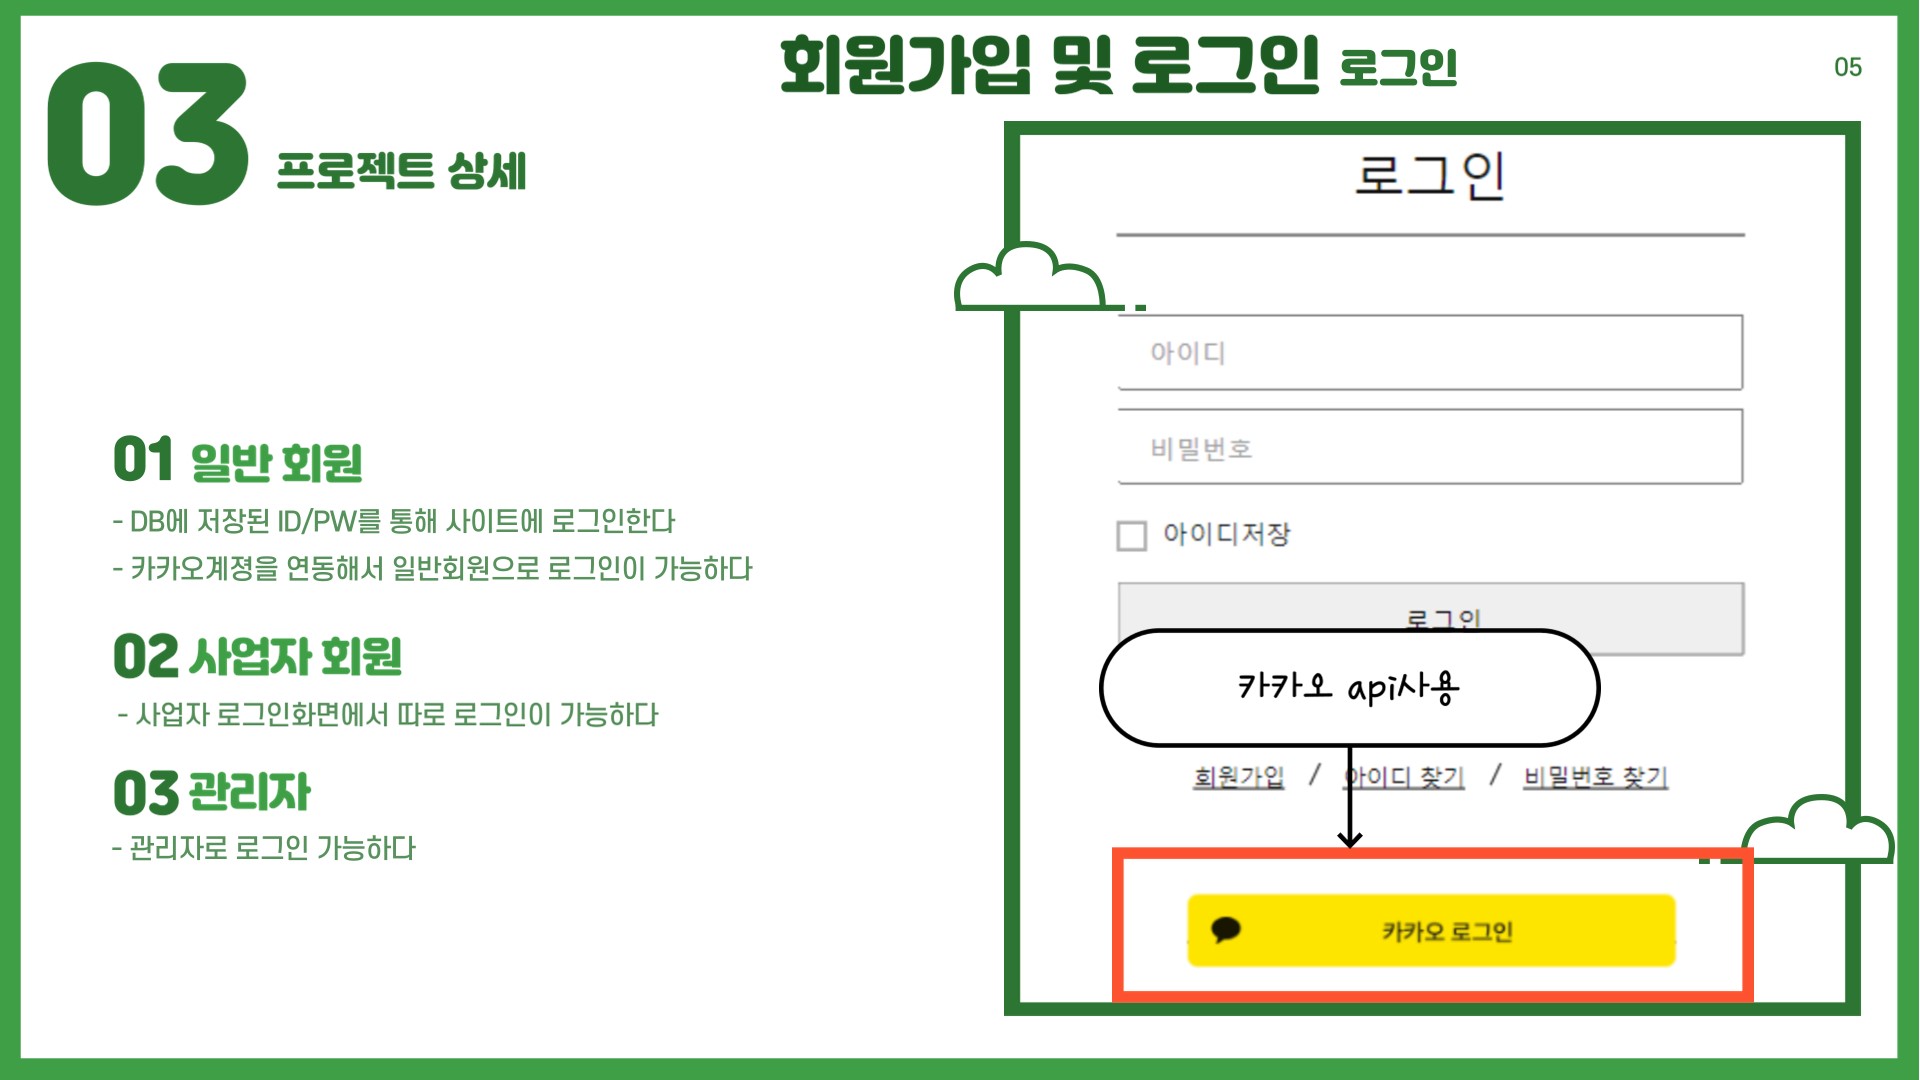 회원가입 및 로그인 로그인
05
03 프로젝트 상세
01 일반 회원
- DB에 저장된 ID/PW를 통해 사이트에 로그인한다
- 카카오계정을 연동해서 일반회원으로 로그인이 가능하다
02 사업자 회원
- 사업자 로그인화면에서 따로 로그인이 가능하다
03 관리자
- 관리자로 로그인 가능하다
로그인
아이디
비밀번호
아이디저장
로그인
카카오 api사용
회원가입 / 아이디 찾기 / 비밀번호 찾기
카카오 로그인